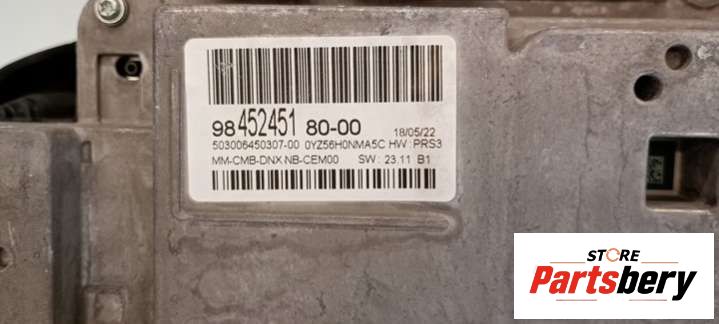 98 452451 80-00 18/05/22
503006450307-00 0YZ56H0NMA5C HW : PRS3
MM-CMB-DNX NB-CEM00 SW : 23.11 B1
STORE
Partsbery